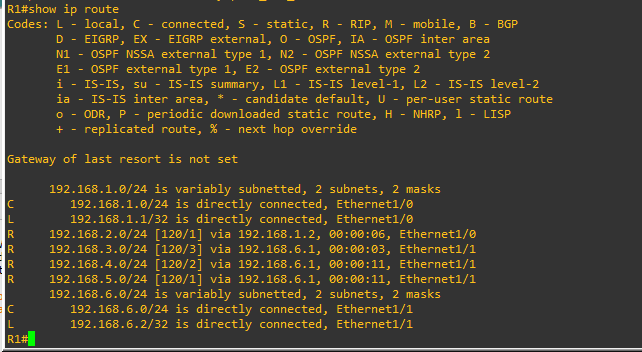 R1#show ip route
Codes: L - local, C - connected, S - static, R - RIP, M - mobile, B - BGP
       D - EIGRP, EX - EIGRP external, O - OSPF, IA - OSPF inter area
       N1 - OSPF NSSA external type 1, N2 - OSPF NSSA external type 2
       E1 - OSPF external type 1, E2 - OSPF external type 2
       i - IS-IS, su - IS-IS summary, L1 - IS-IS level-1, L2 - IS-IS level-2
       ia - IS-IS inter area, * - candidate default, U - per-user static route
       o - ODR, P - periodic downloaded static route, H - NHRP, l - LISP
       + - replicated route, % - next hop override

Gateway of last resort is not set

      192.168.1.0/24 is variably subnetted, 2 subnets, 2 masks
C        192.168.1.0/24 is directly connected, Ethernet1/0
L        192.168.1.1/32 is directly connected, Ethernet1/0
R     192.168.2.0/24 [120/1] via 192.168.1.2, 00:00:06, Ethernet1/0
R     192.168.3.0/24 [120/3] via 192.168.6.1, 00:00:03, Ethernet1/1
R     192.168.4.0/24 [120/2] via 192.168.6.1, 00:00:11, Ethernet1/1
R     192.168.5.0/24 [120/1] via 192.168.6.1, 00:00:11, Ethernet1/1
      192.168.6.0/24 is variably subnetted, 2 subnets, 2 masks
C        192.168.6.0/24 is directly connected, Ethernet1/1
L        192.168.6.2/32 is directly connected, Ethernet1/1
R1#